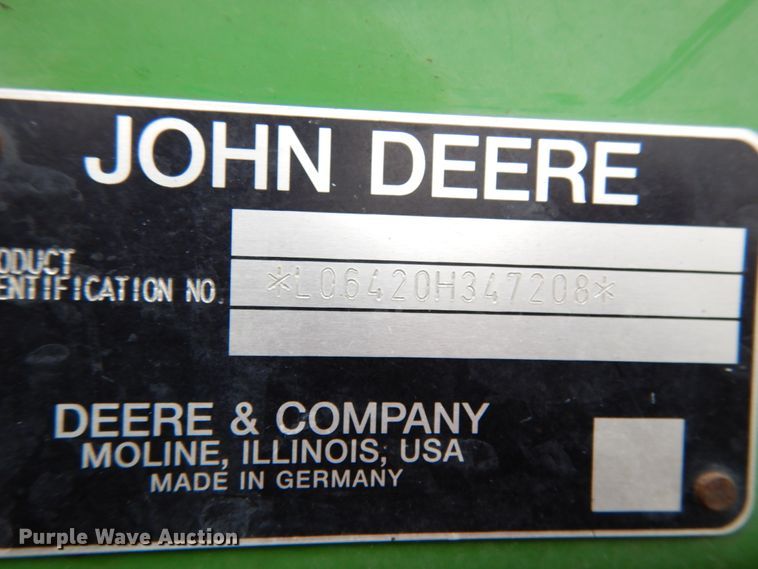 JOHN DEERE
ODUCT
ENTIFICATION NO.
*L06420H347208*
DEERE & COMPANY
MOLINE, ILLINOIS, USA
MADE IN GERMANY
Purple Wave Auction